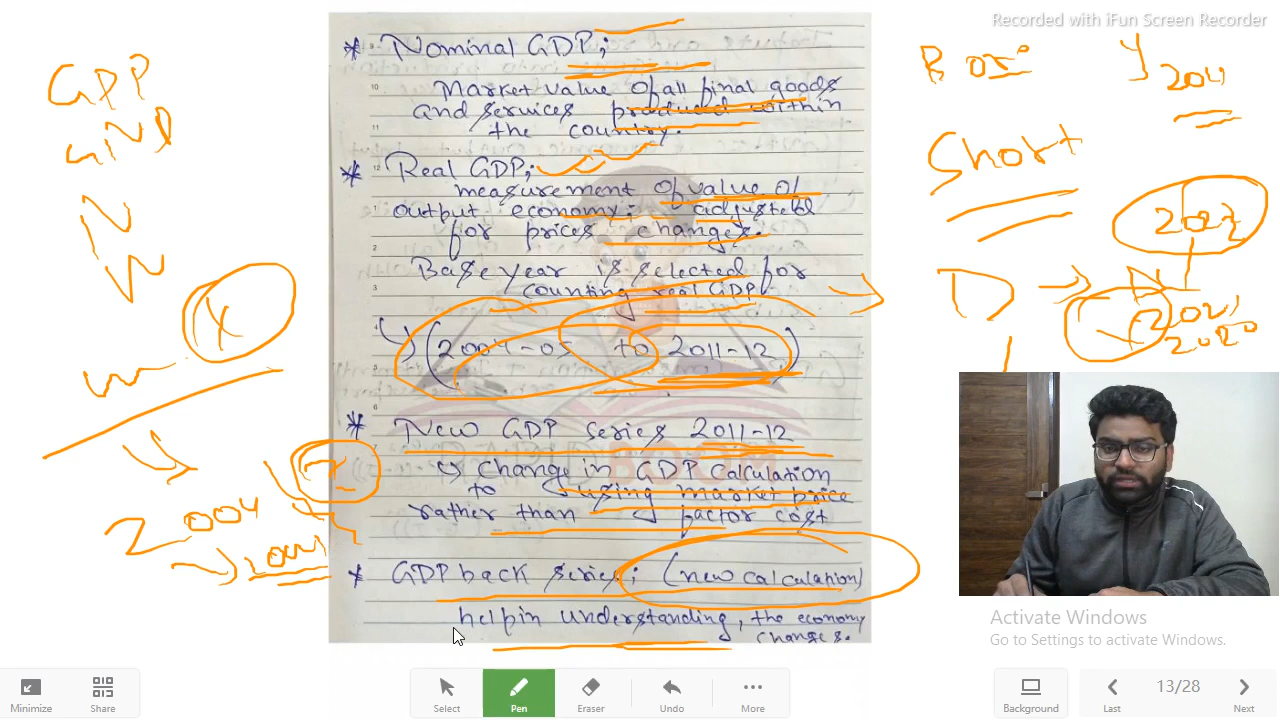 Recorded with iFun Screen Recorder
* Nominal GDP;
Market value of all final goods
and services produced within
the country.
* Real GDP;
measurement of value of
output economy; adjusted
for prices changes.
Base year is selected for
counting real GDP
(2004-05 to 2011-12)
* New GDP series 2011-12
change in GDP calculation
to using market price
rather than factor cost
* GDP back series; (new calculation)
help in understanding, the economy
changes.
GDP
GNP
N
2004
Short
D
2021
2020
Activate Windows
Go to Settings to activate Windows.
Minimize
Share
Select
Pen
Eraser
Undo
More
Background
Last
13/28
Next